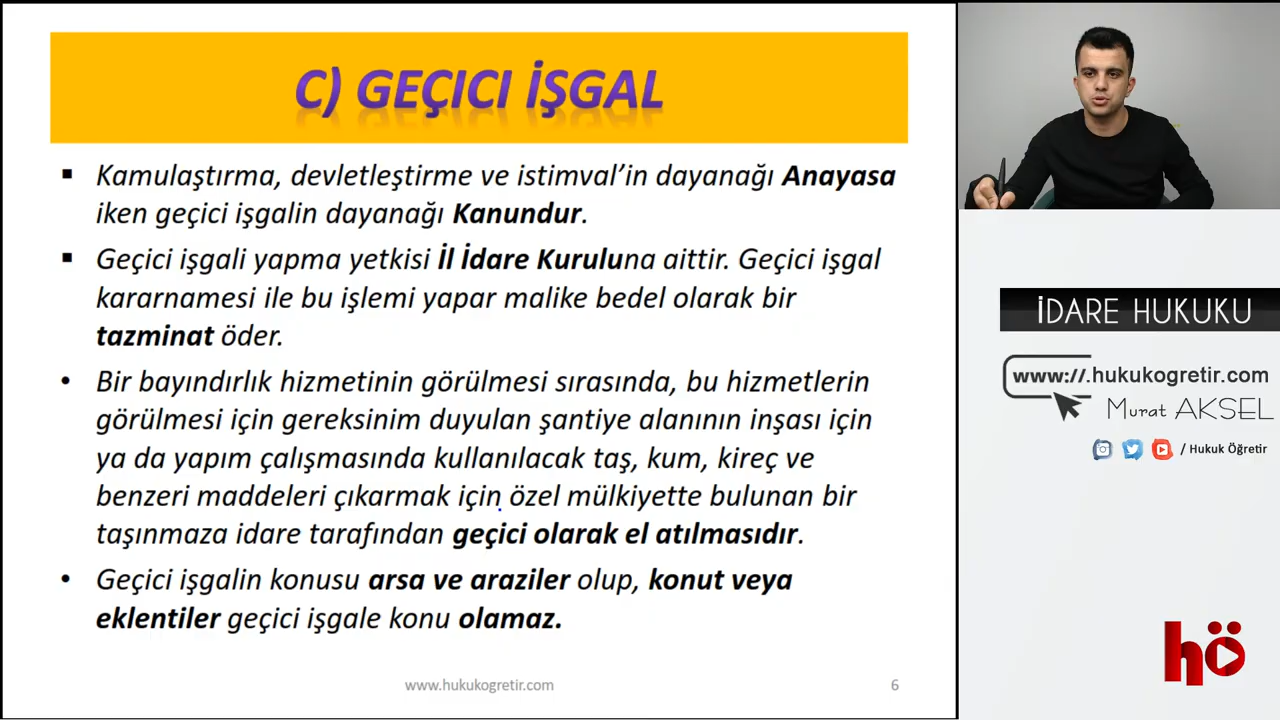 C) GEÇICI İŞGAL
▪ Kamulaştırma, devletleştirme ve istimval’in dayanağı Anayasa
iken geçici işgalin dayanağı Kanundur.
▪ Geçici işgali yapma yetkisi İl İdare Kuruluna aittir. Geçici işgal
kararnamesi ile bu işlemi yapar malike bedel olarak bir
tazminat öder.
• Bir bayındırlık hizmetinin görülmesi sırasında, bu hizmetlerin
görülmesi için gereksinim duyulan şantiye alanının inşası için
ya da yapım çalışmasında kullanılacak taş, kum, kireç ve
benzeri maddeleri çıkarmak için özel mülkiyette bulunan bir
taşınmaza idare tarafından geçici olarak el atılmasıdır.
• Geçici işgalin konusu arsa ve araziler olup, konut veya
eklentiler geçici işgale konu olamaz.
www.hukukogretir.com
6
İDARE HUKUKU
www://.hukukogretir.com
Murat AKSEL
/ Hukuk Öğretir
hö